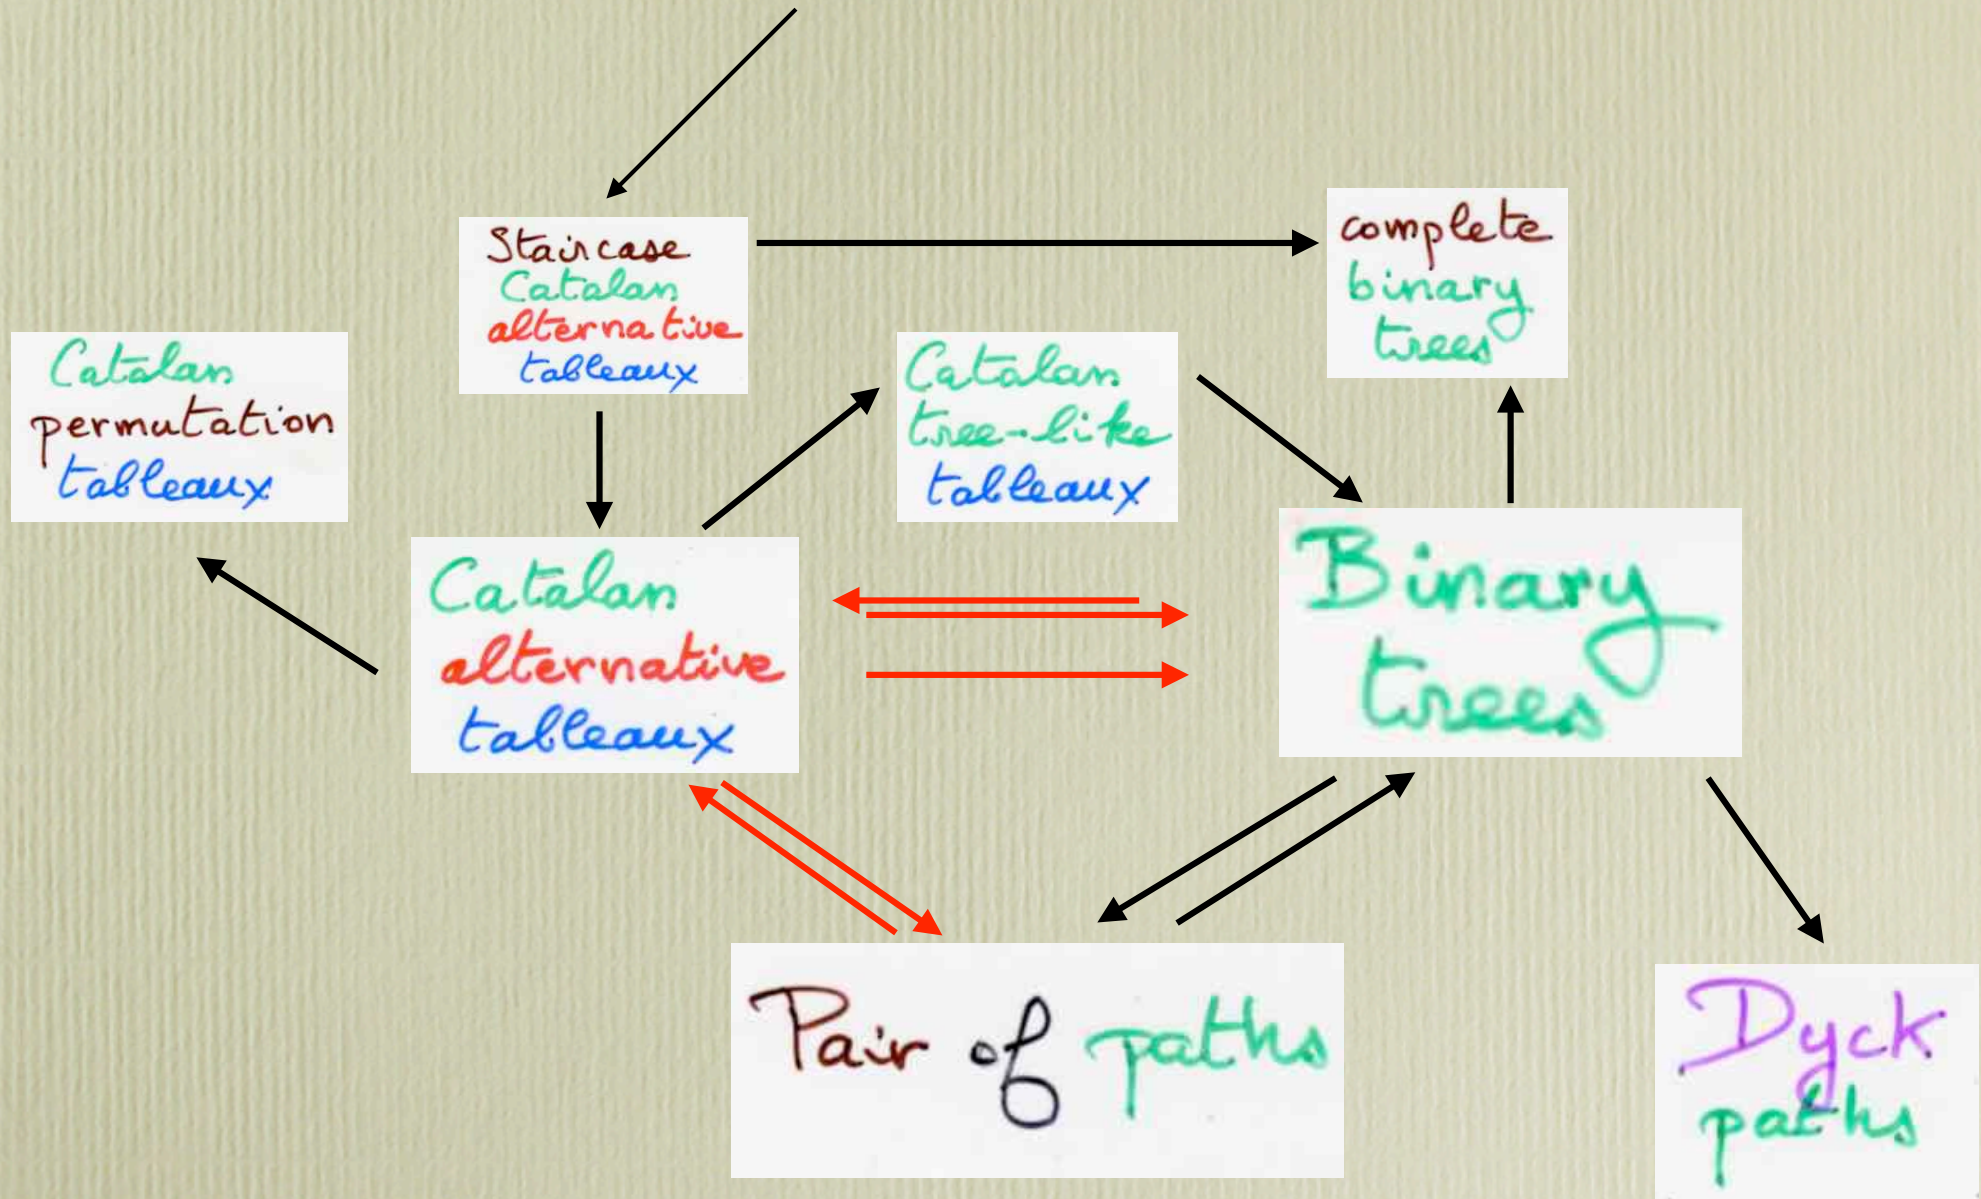 Staircase
Catalan
alternative
tableaux
complete
binary
trees
Catalan
permutation
tableaux
Catalan
tree-like
tableaux
Catalan
alternative
tableaux
Binary
trees
Pair of paths
Dyck
paths